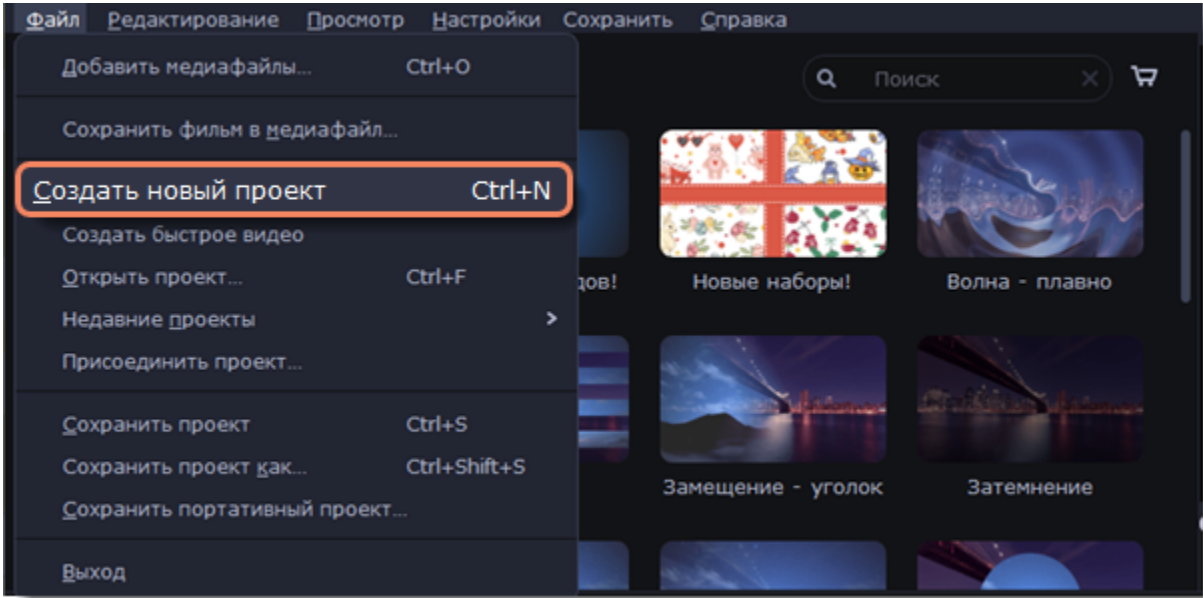 Файл Редактирование Просмотр Настройки Сохранить Справка
Добавить медиафайлы... Ctrl+O
Поиск
Сохранить фильм в медиафайл...
Создать новый проект Ctrl+N
Создать быстрое видео
Открыть проект... Ctrl+F
дов! Новые наборы! Волна - плавно
Недавние проекты
Присоединить проект...
Сохранить проект Ctrl+S
Сохранить проект как... Ctrl+Shift+S
Замещение - уголок Затемнение
Сохранить портативный проект...
Выход